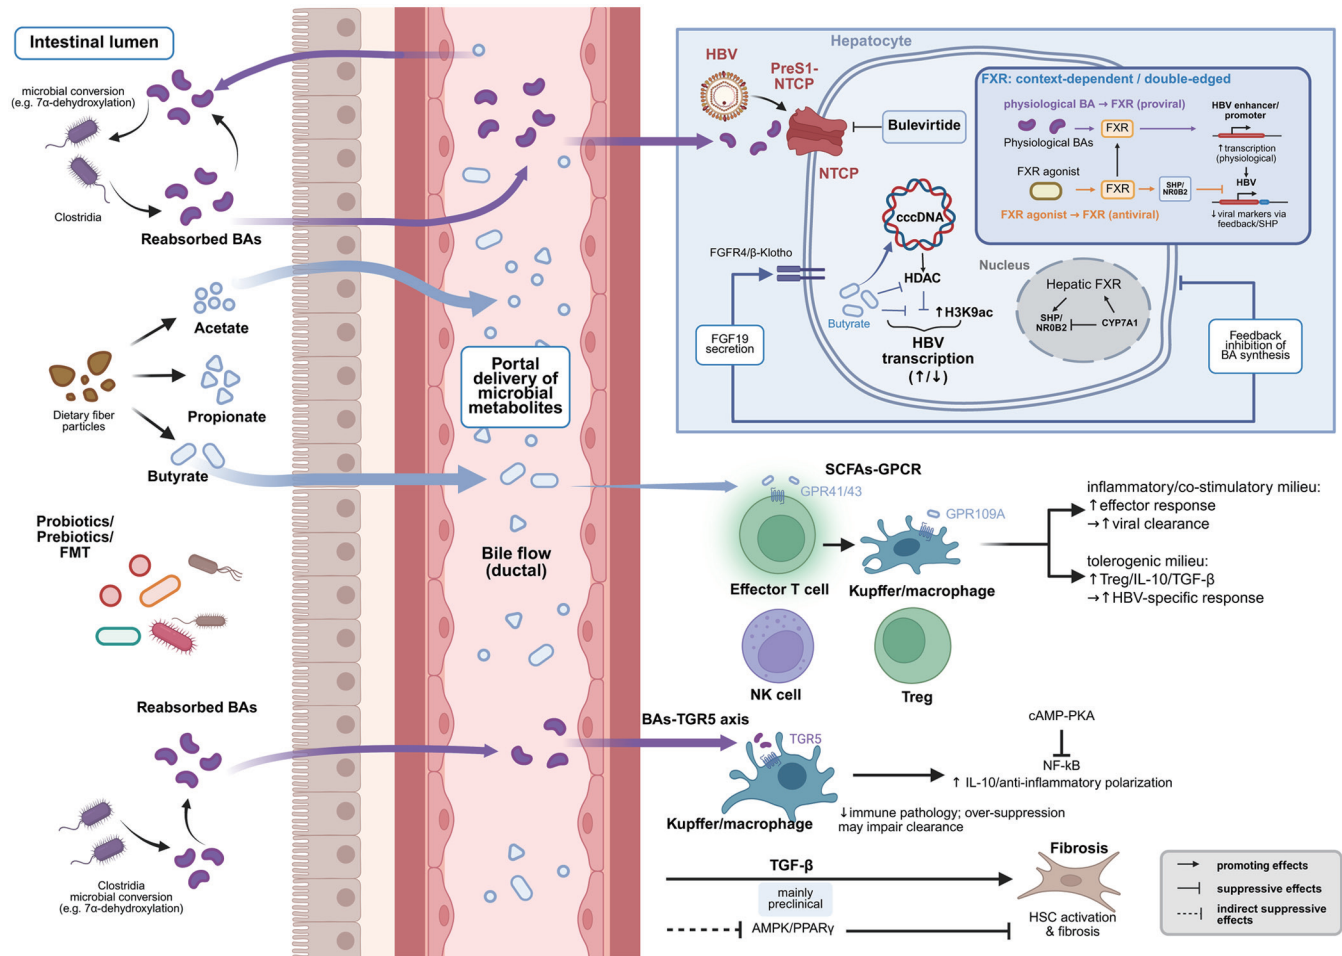 Intestinal lumen
microbial conversion
(e.g. 7α-dehydroxylation)
Clostridia
Reabsorbed BAs
Acetate
Propionate
Dietary fiber
particles
Butyrate
Probiotics/
Prebiotics/
FMT
Reabsorbed BAs
Clostridia
microbial conversion
(e.g. 7α-dehydroxylation)
Portal
delivery of
microbial
metabolites
Bile flow
(ductal)
Hepatocyte
HBV
PreS1-
NTCP
NTCP
Bulevirtide
FXR: context-dependent / double-edged
physiological BA → FXR (proviral)
Physiological BAs
FXR
HBV enhancer/
promoter
↑transcription
(physiological)
FXR agonist
FXR
SHP/
NR0B2
HBV
FXR agonist → FXR (antiviral)
↓viral markers via
feedback/SHP
cccDNA
FGFR4/β-Klotho
HDAC
Butyrate
↑H3K9ac
HBV
transcription
(↑/↓)
Nucleus
Hepatic FXR
SHP/
NR0B2
CYP7A1
FGF19
secretion
Feedback
inhibition of
BA synthesis
SCFAs-GPCR
GPR41/43
GPR109A
Effector T cell
Kupffer/macrophage
NK cell
Treg
inflammatory/co-stimulatory milieu:
↑effector response
→↑viral clearance
tolerogenic milieu:
↑Treg/IL-10/TGF-β
→↑HBV-specific response
BAs-TGR5 axis
TGR5
Kupffer/macrophage
cAMP-PKA
NF-kB
↑ IL-10/anti-inflammatory polarization
↓immune pathology; over-suppression
may impair clearance
TGF-β
mainly
preclinical
AMPK/PPARγ
Fibrosis
HSC activation
& fibrosis
promoting effects
suppressive effects
indirect suppressive
effects